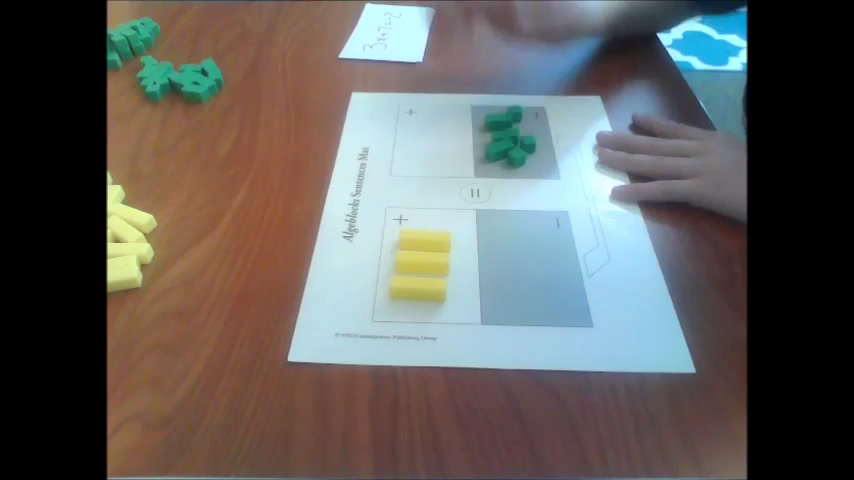 3x+7=-2
Algeblocks Sentences Mat
+
-
=
+
-